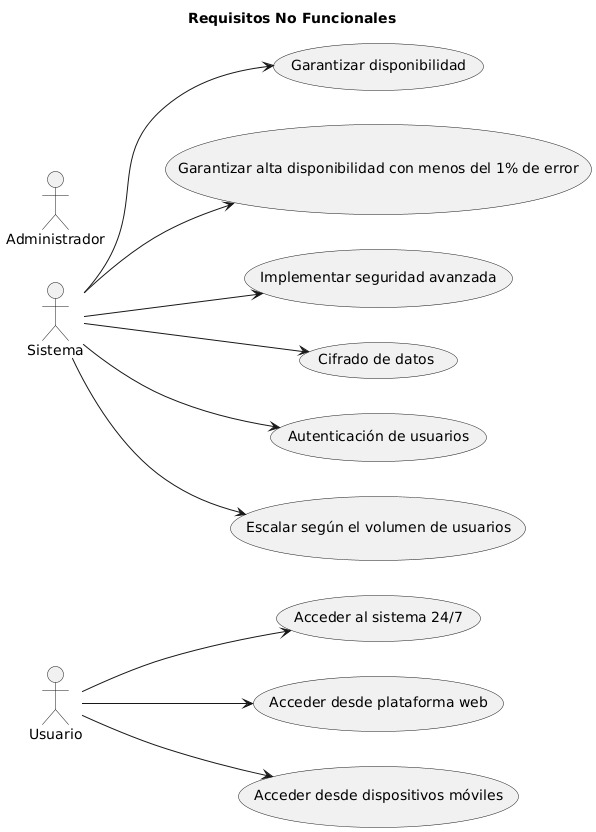 Requisitos No Funcionales
Garantizar disponibilidad
Garantizar alta disponibilidad con menos del 1% de error
Administrador
Implementar seguridad avanzada
Sistema
Cifrado de datos
Autenticación de usuarios
Escalar según el volumen de usuarios
Acceder al sistema 24/7
Acceder desde plataforma web
Usuario
Acceder desde dispositivos móviles